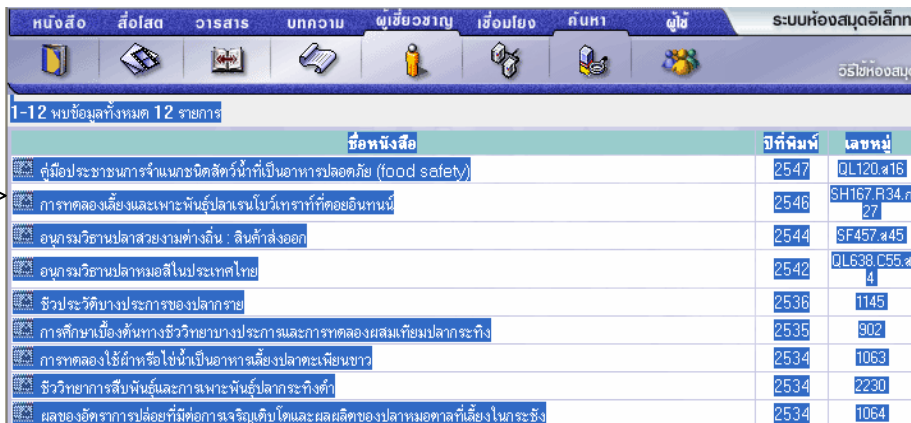 หนังสือ สื่อโสต วารสาร บทความ ผู้เชี่ยวชาญ เชื่อมโยง ค้นหา ผู้ใช้ ระบบห้องสมุดอิเล็กท
วิธีใช้ห้องสมุด
1-12 พบข้อมูลทั้งหมด 12 รายการ
ชื่อหนังสือ ปีที่พิมพ์ เลขหมู่
คู่มือประชาชนการจำแนกชนิดสัตว์น้ำที่เป็นอาหารปลอดภัย (food safety) 2547 QL120.ส16
การทดลองเลี้ยงและเพาะพันธุ์ปลาเรนโบว์เทราท์ที่ดอยอินทนน์ 2546 SH167.R34.ก
27
อนุกรมวิธานปลาสวยงามต่างถิ่น : สินค้าส่งออก 2544 SF457.ส45
อนุกรมวิธานปลาหมอสีในประเทศไทย 2542 QL638.C55.ส
4
ชีวประวัติบางประการของปลากราย 2536 1145
การศึกษาเบื้องต้นทางชีววิทยาบางประการและการทดลองผสมเทียมปลากระทิง 2535 902
การทดลองใช้ผำหรือไข่น้ำเป็นอาหารเลี้ยงปลาตะเพียนขาว 2534 1063
ชีววิทยาการสืบพันธุ์และการเพาะพันธุ์ปลากระทิงดำ 2534 2230
ผลของอัตราการปล่อยที่มีต่อการเจริญเติบโตและผลผลิตของปลาหมอตาลที่เลี้ยงในกระชัง 2534 1064